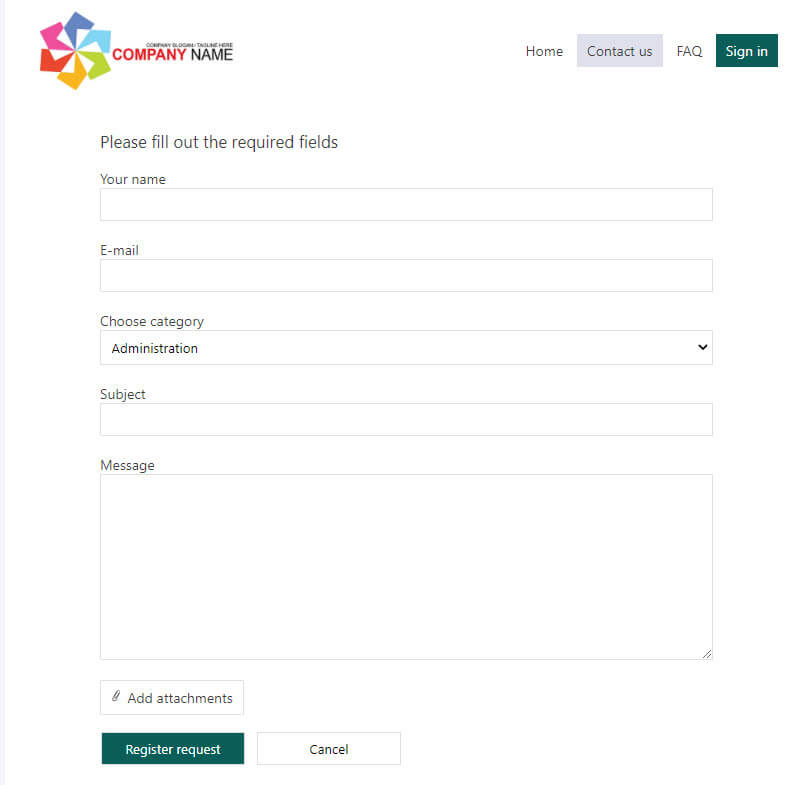 COMPANY SLOGAN / TAGLINE HERE
COMPANY NAME
Home Contact us FAQ Sign in
Please fill out the required fields
Your name
E-mail
Choose category
Administration
Subject
Message
Add attachments
Register request Cancel